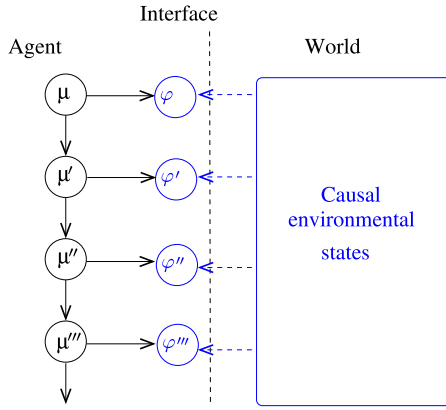 Interface
Agent
World
μ φ
μ' φ'
Causal
environmental
states
μ'' φ''
μ''' φ'''